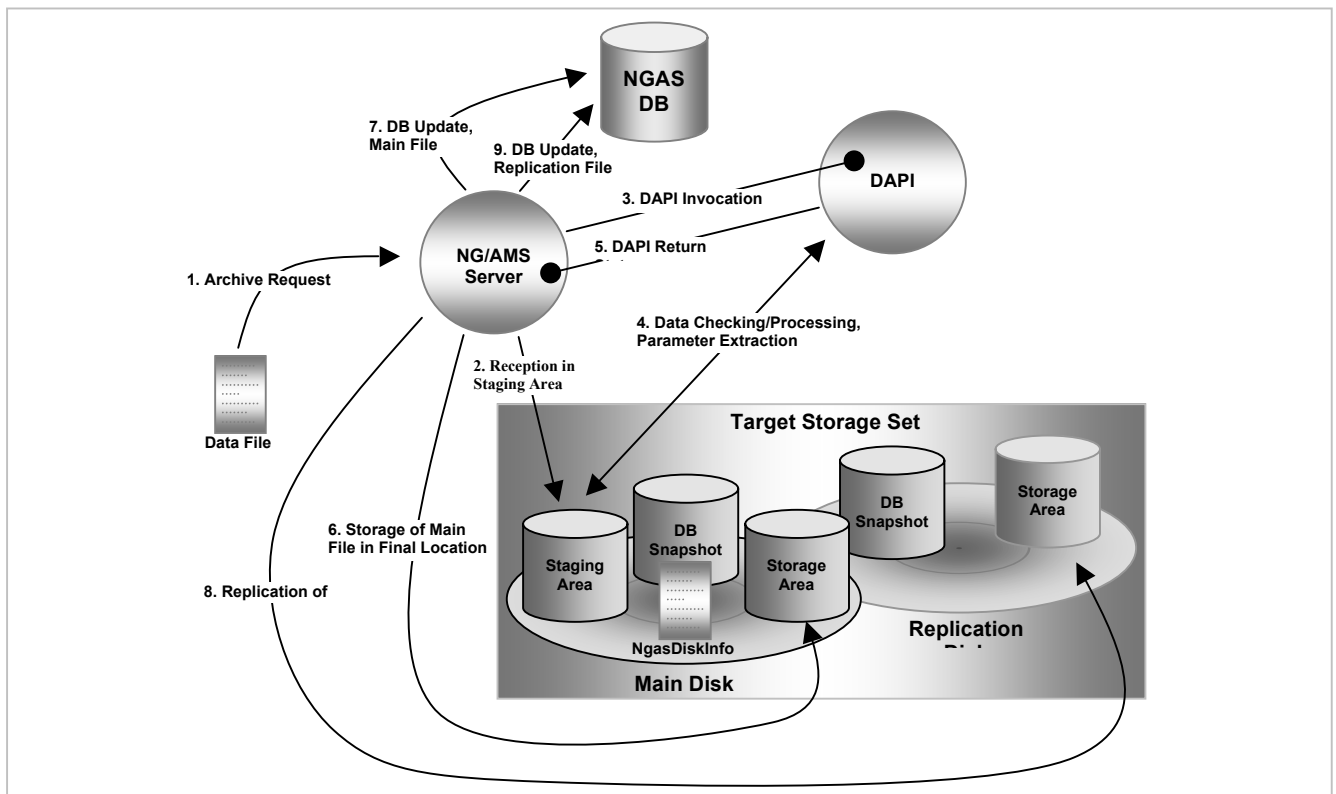 NGAS
DB
7. DB Update,
Main File
9. DB Update,
Replication File
DAPI
3. DAPI Invocation
NG/AMS
Server
5. DAPI Return
1. Archive Request
4. Data Checking/Processing,
Parameter Extraction
2. Reception in
Staging Area
Data File
Target Storage Set
DB
Snapshot
Storage
Area
6. Storage of Main
File in Final Location
Staging
Area
DB
Snapshot
Storage
Area
8. Replication of
NgasDiskInfo
Replication
Main Disk